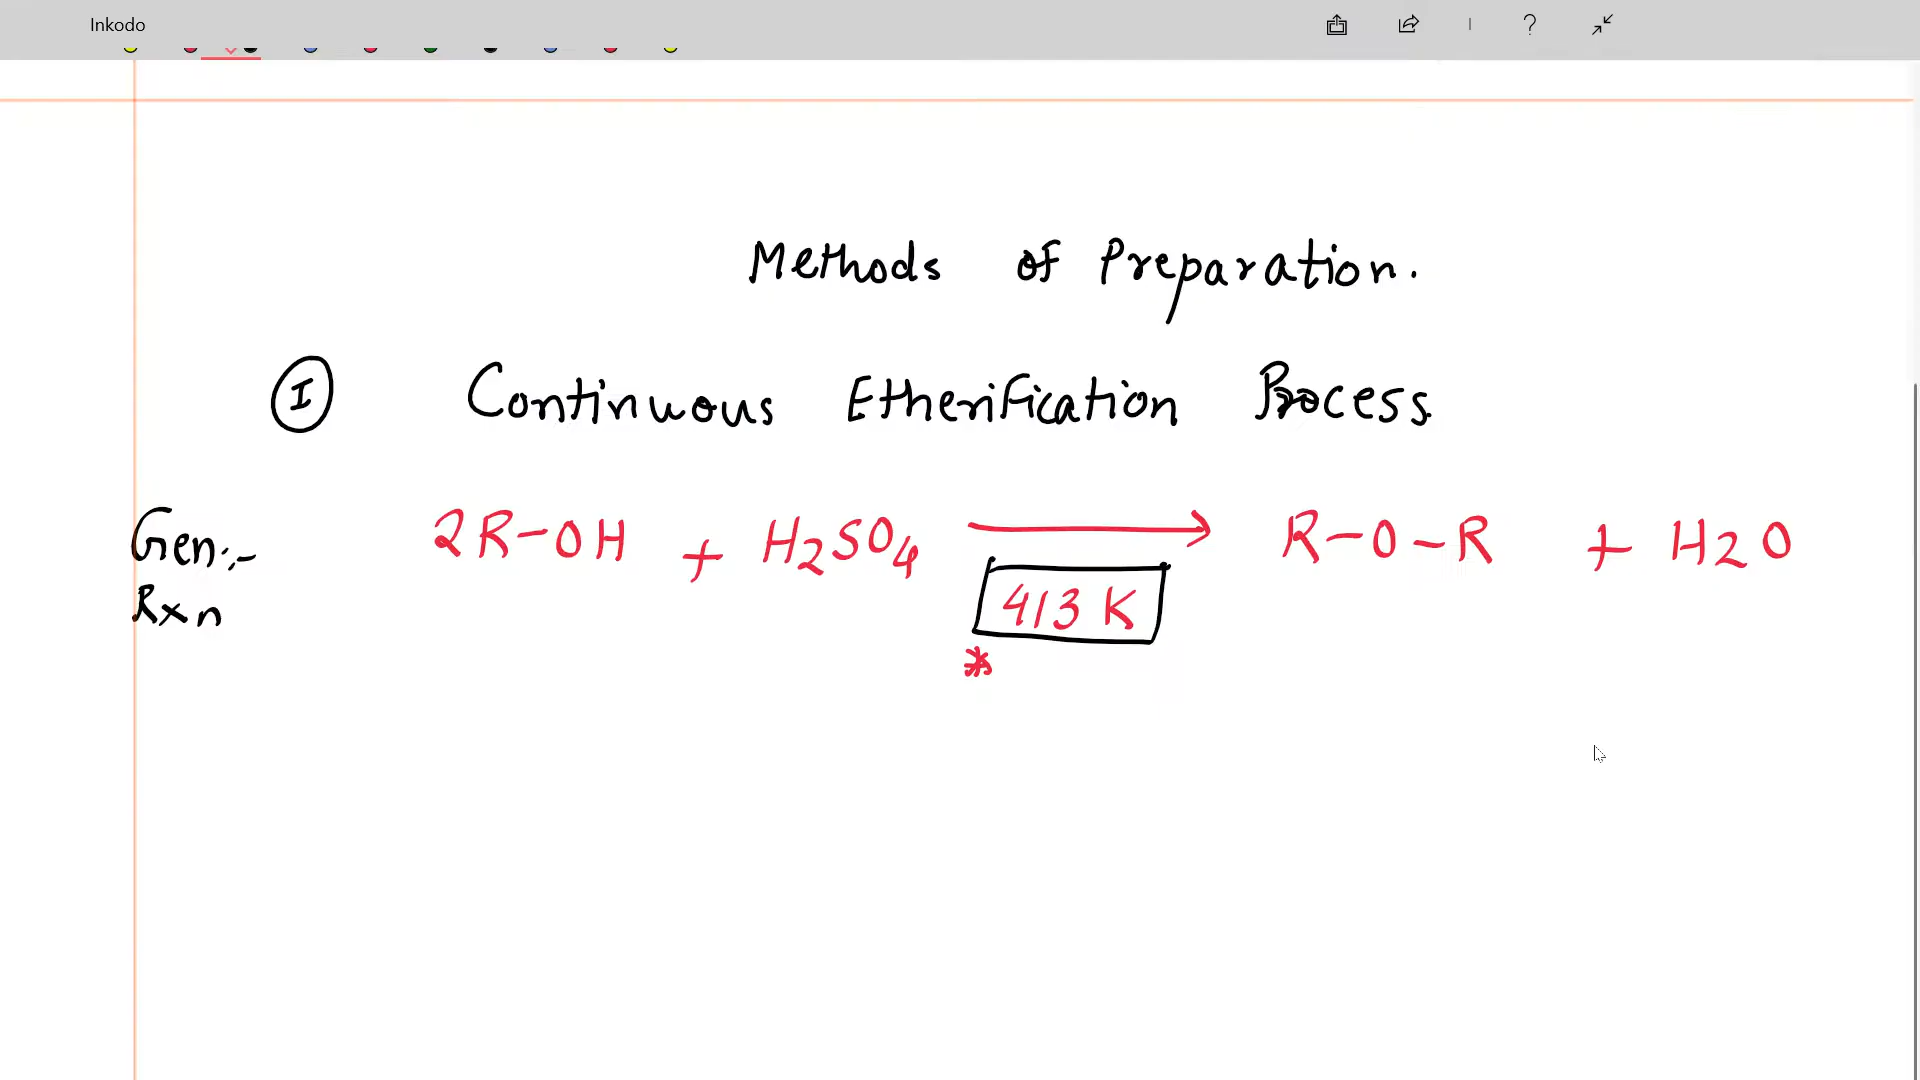 Inkodo
Methods of Preparation.
I Continuous Etherification Process
Gen:- 2R-OH + H2SO4 → R-O-R + H2O
Rxn
413 K
*